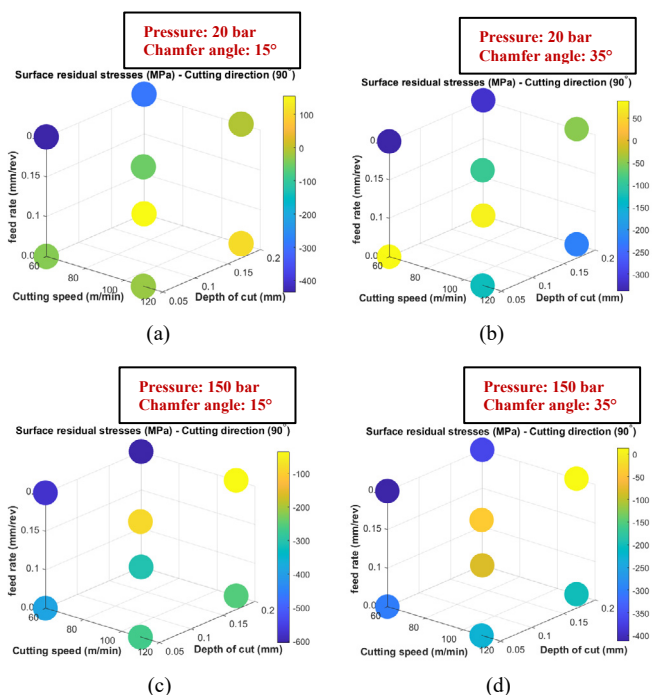 Pressure: 20 bar
Chamfer angle: 15°
Surface residual stresses (MPa) - Cutting direction (90°)
100
0
-100
-200
-300
-400
0.15
0.1
0.0
feed rate (mm/rev)
60
80
100
120
Cutting speed (m/min)
0.05
0.1
0.15
0.2
Depth of cut (mm)
(a)
Pressure: 20 bar
Chamfer angle: 35°
Surface residual stresses (MPa) - Cutting direction (90°)
50
0
-50
-100
-150
-200
-250
-300
0.15
0.1
0.0
feed rate (mm/rev)
60
80
100
120
Cutting speed (m/min)
0.05
0.1
0.15
0.2
Depth of cut (mm)
(b)
Pressure: 150 bar
Chamfer angle: 15°
Surface residual stresses (MPa) - Cutting direction (90°)
-100
-200
-300
-400
-500
-600
0.15
0.1
0.0
feed rate (mm/rev)
60
80
100
120
Cutting speed (m/min)
0.05
0.1
0.15
0.2
Depth of cut (mm)
(c)
Pressure: 150 bar
Chamfer angle: 35°
Surface residual stresses (MPa) - Cutting direction (90°)
0
-50
-100
-150
-200
-250
-300
-350
-400
0.15
0.1
0.0
feed rate (mm/rev)
60
80
100
120
Cutting speed (m/min)
0.05
0.1
0.15
0.2
Depth of cut (mm)
(d)